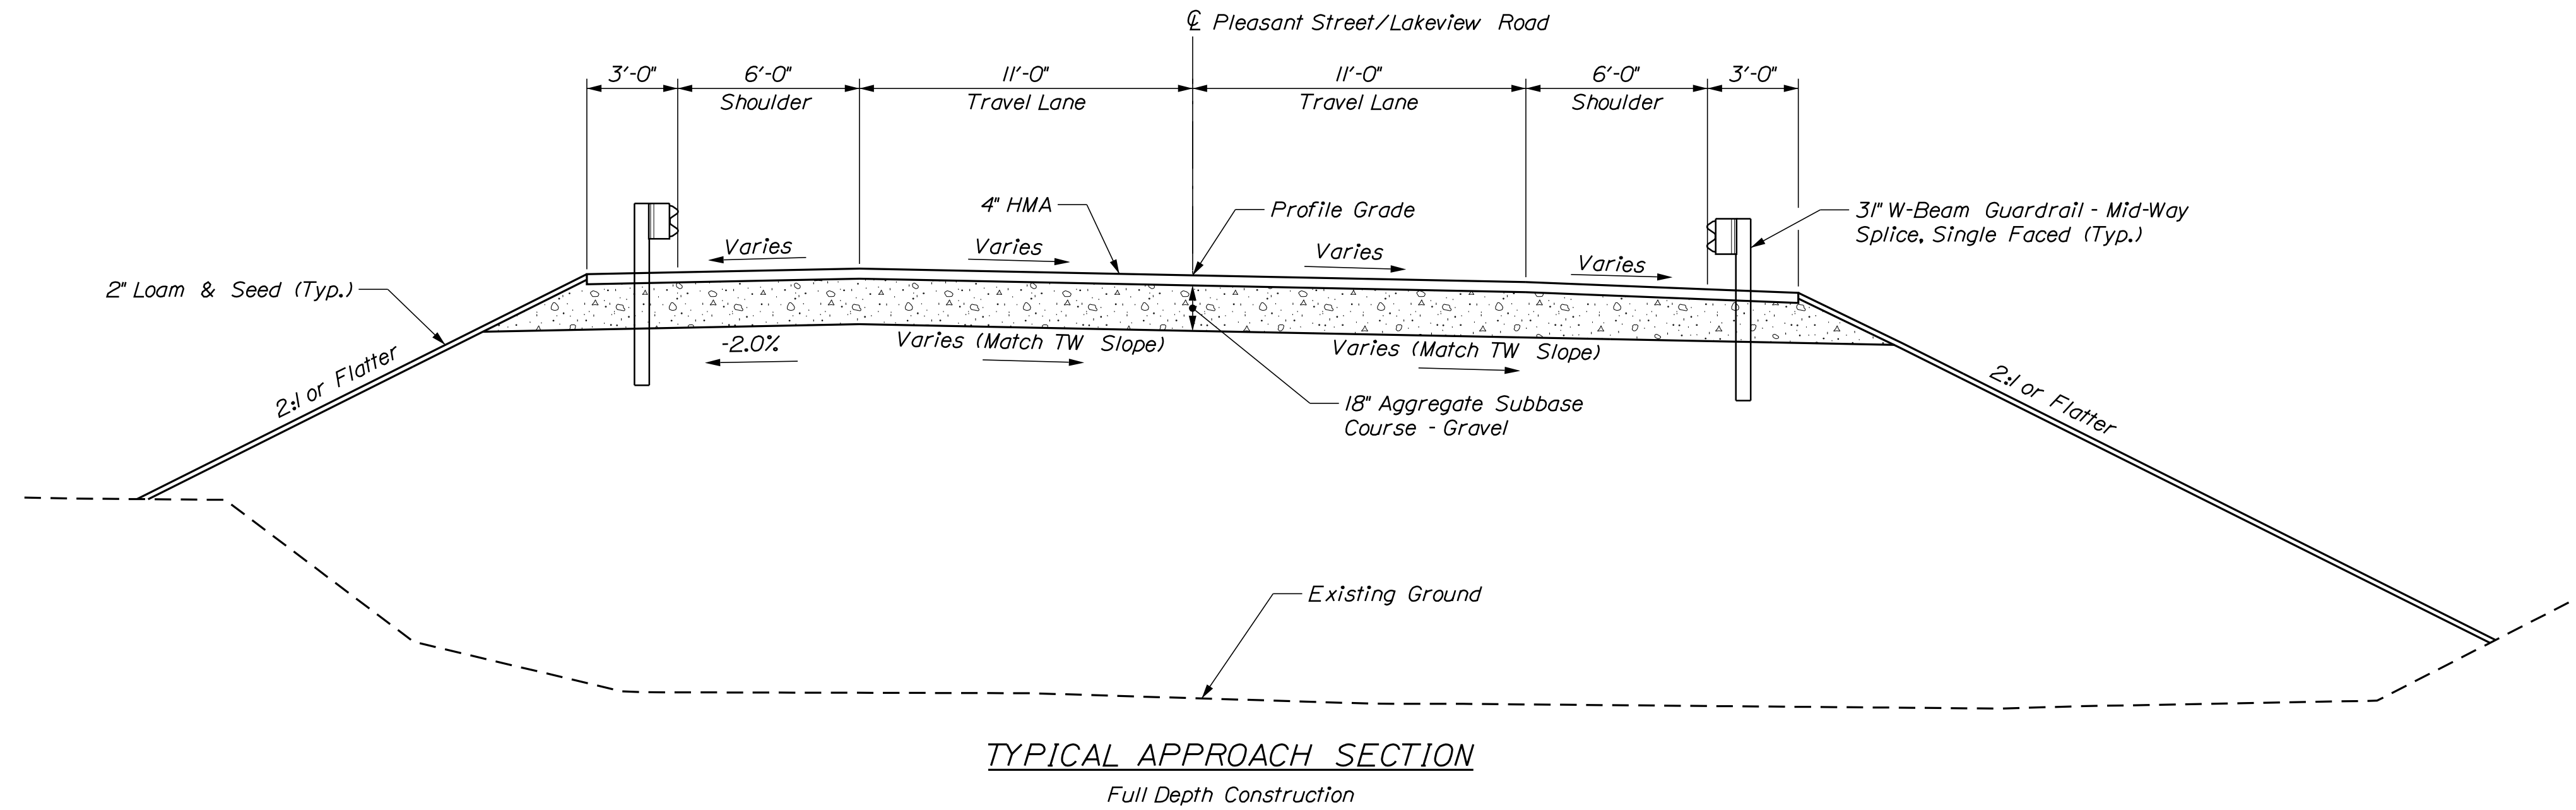 ℄ Pleasant Street/Lakeview Road
3'-0" 6'-0" 11'-0" 11'-0" 6'-0" 3'-0"
Shoulder Travel Lane Travel Lane Shoulder
4" HMA
Profile Grade
31" W-Beam Guardrail - Mid-Way
Splice, Single Faced (Typ.)
Varies Varies Varies Varies
2" Loam & Seed (Typ.)
-2.0%
Varies (Match TW Slope)
Varies (Match TW Slope)
2:1 or Flatter
2:1 or Flatter
18" Aggregate Subbase
Course - Gravel
Existing Ground
TYPICAL APPROACH SECTION
Full Depth Construction